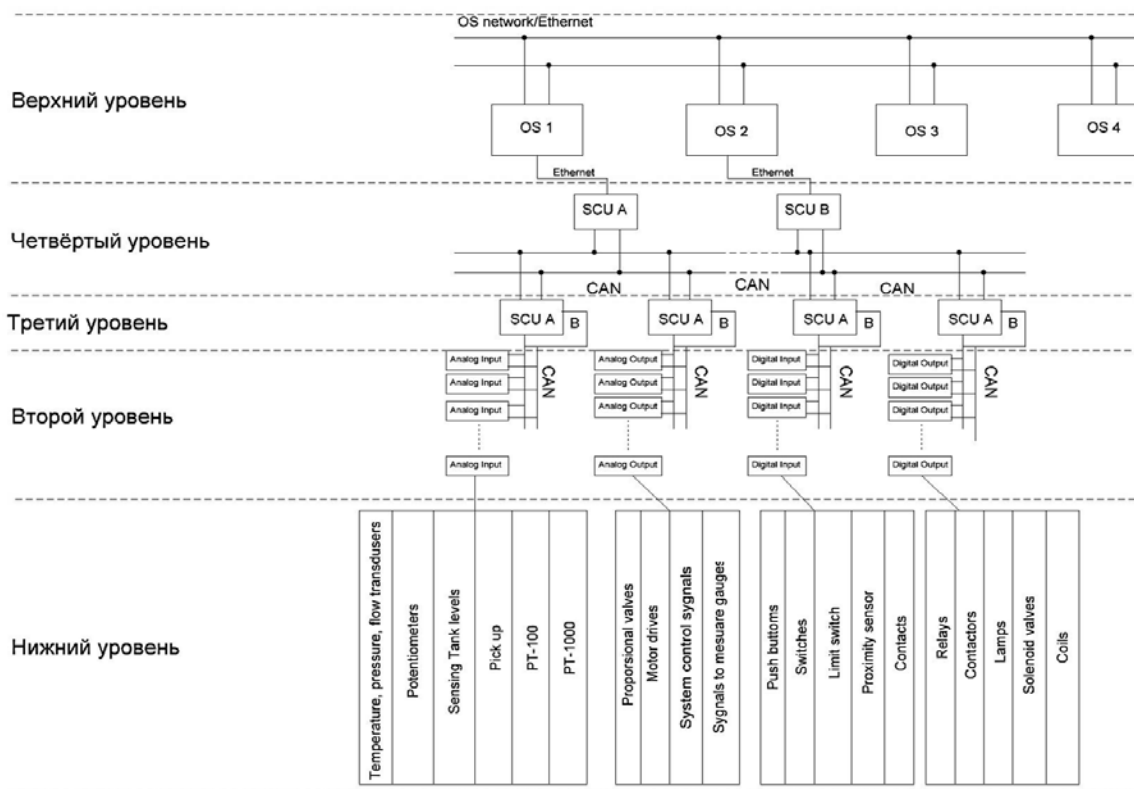 OS network/Ethernet
Верхний уровень
OS 1
OS 2
OS 3
OS 4
Ethernet
Ethernet
Четвёртый уровень
SCU A
SCU B
CAN
CAN
CAN
Третий уровень
SCU A
B
SCU A
B
SCU A
B
SCU A
B
Второй уровень
Analog Input
Analog Input
Analog Input
Analog Input
CAN
Analog Output
Analog Output
Analog Output
Analog Output
CAN
Digital Input
Digital Input
Digital Input
Digital Input
CAN
Digital Output
Digital Output
Digital Output
Digital Output
CAN
Нижний уровень
Temperature, pressure, flow transdusers
Potentiometers
Sensing Tank levels
Pick up
PT-100
PT-1000
Proporsional valves
Motor drives
System control sygnals
Sygnals to mesuare gauges
Push buttoms
Switches
Limit switch
Proximity sensor
Contacts
Relays
Contactors
Lamps
Solenoid valves
Coils